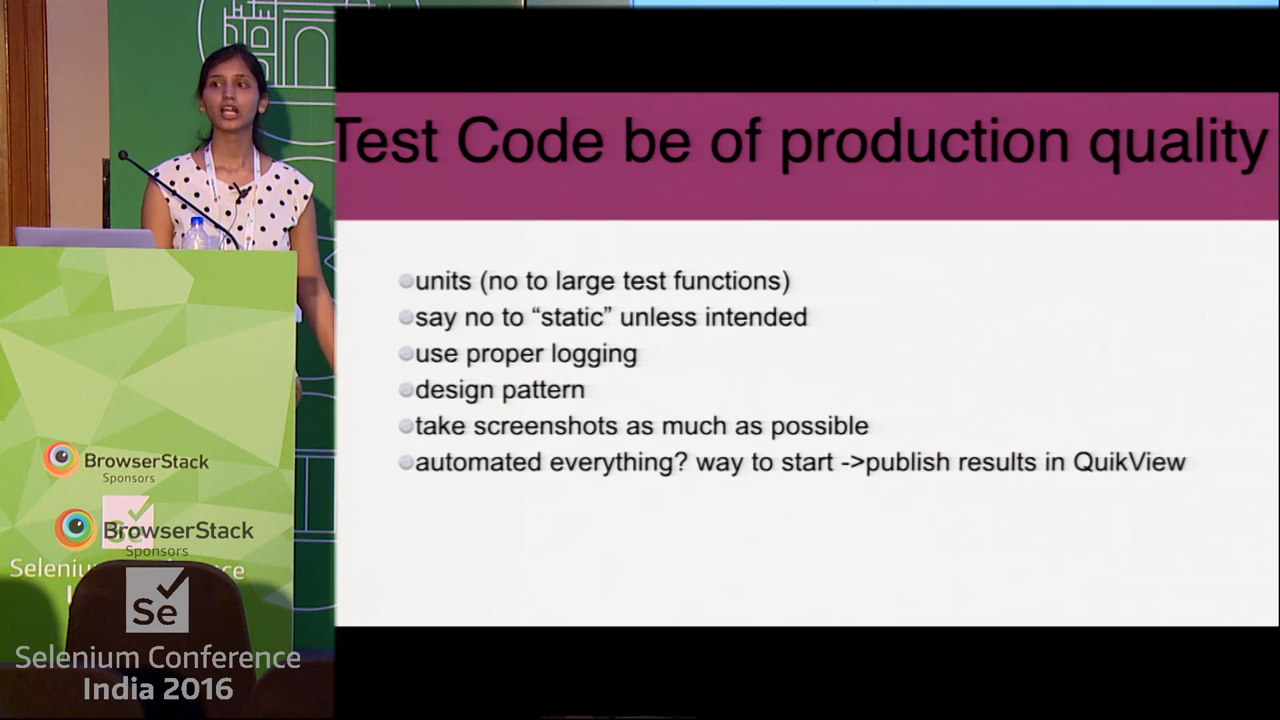 Test Code be of production quality
units (no to large test functions)
say no to “static” unless intended
use proper logging
design pattern
take screenshots as much as possible
automated everything? way to start ->publish results in QuikView
BrowserStack
Sponsors
BrowserStack
Sponsors
Se
Selenium Conference
India 2016